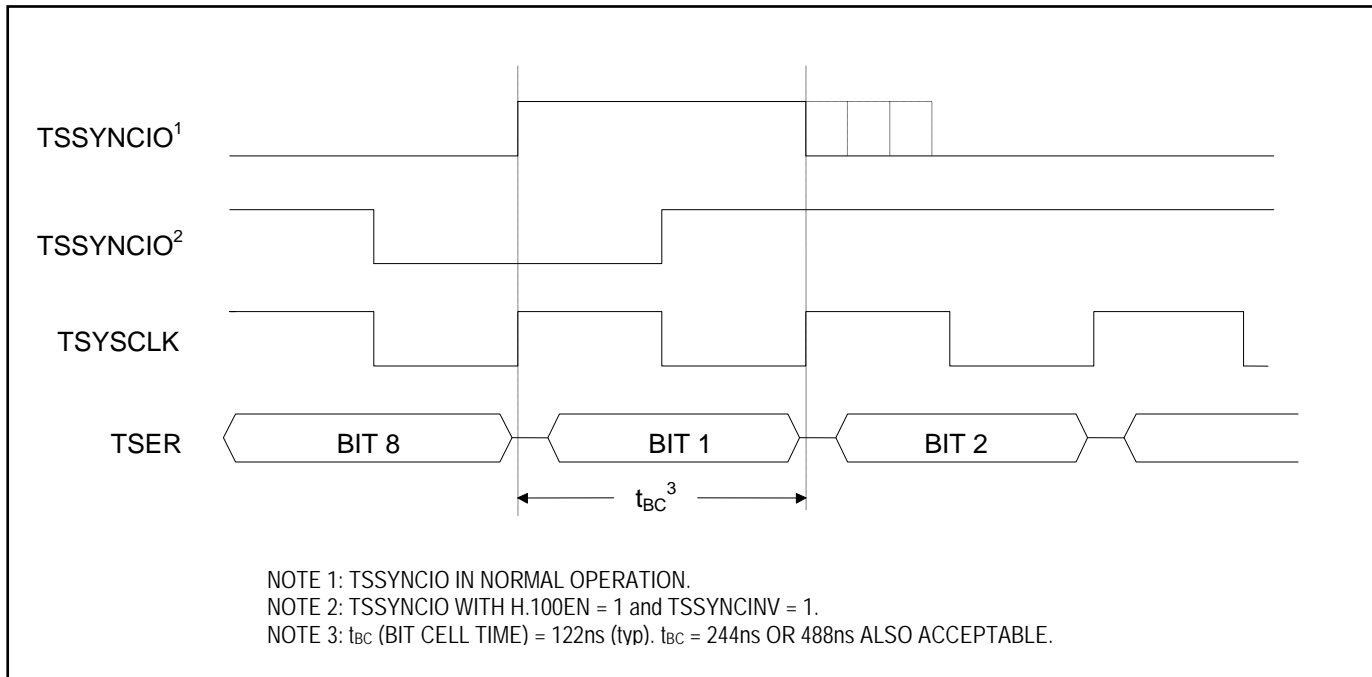 TSSYNCIO¹
TSSYNCIO²
TSYSCLK
TSER
BIT 8
BIT 1
BIT 2
tBC³
NOTE 1: TSSYNCIO IN NORMAL OPERATION.
NOTE 2: TSSYNCIO WITH H.100EN = 1 and TSSYNCINV = 1.
NOTE 3: tBC (BIT CELL TIME) = 122ns (typ). tBC = 244ns OR 488ns ALSO ACCEPTABLE.